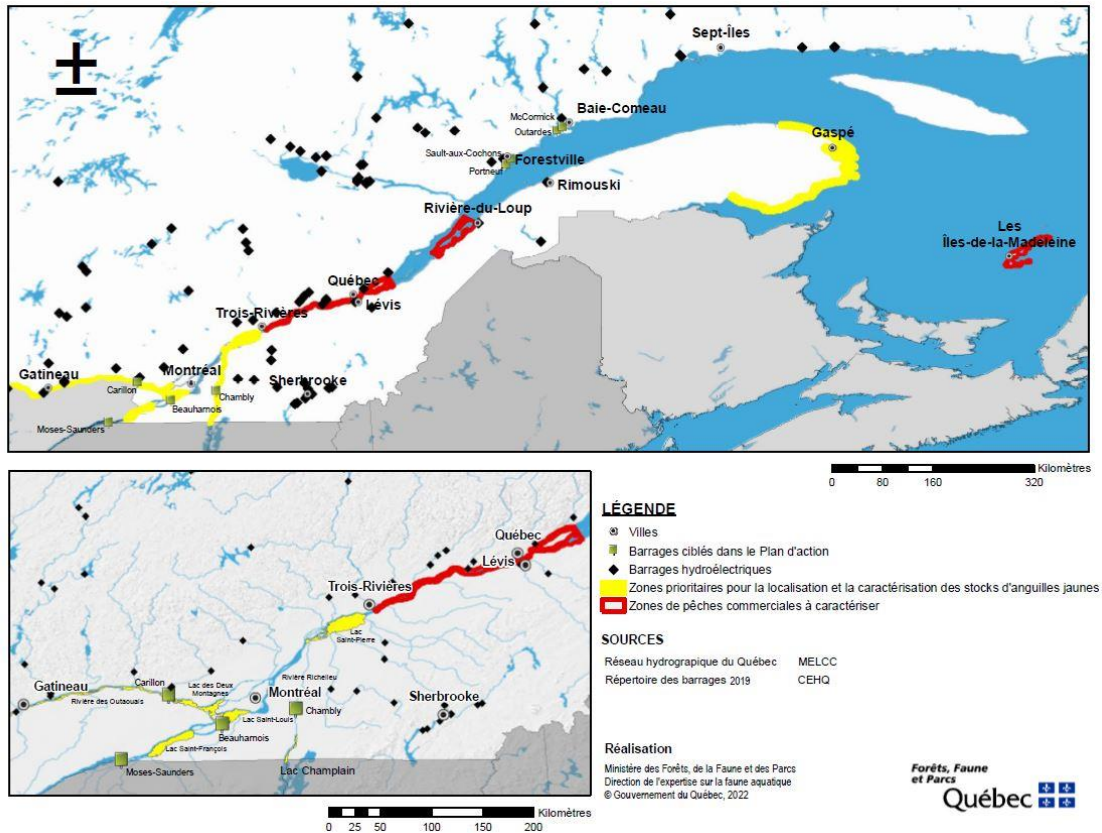 Sept-Îles
Baie-Comeau
McCormick
Outardes
Gaspé
Sault-aux-Cochons
Forestville
Portneuf
Rimouski
Rivière-du-Loup
Les
Îles-de-la-Madeleine
Québec
Lévis
Trois-Rivières
Montréal
Gatineau
Sherbrooke
Carillon
Chambly
Beauharnois
Moses-Saunders
Kilomètres
0 80 160 320
Québec
Lévis
Trois-Rivières
Lac
Saint-Pierre
Rivière Richelieu
Lac des Deux
Montagnes
Carillon
Gatineau
Rivière des Outaouais
Montréal
Sherbrooke
Chambly
Lac Saint-Louis
Beauharnois
Lac Saint-François
Moses-Saunders
Lac Champlain
Kilomètres
0 25 50 100 150 200
LÉGENDE
Villes
Barrages ciblés dans le Plan d'action
Barrages hydroélectriques
Zones prioritaires pour la localisation et la caractérisation des stocks d'anguilles jaunes
Zones de pêches commerciales à caractériser
SOURCES
Réseau hydrograpique du Québec MELCC
Répertoire des barrages 2019 CEHQ
Réalisation
Ministère des Forêts, de la Faune et des Parcs
Direction de l'expertise sur la faune aquatique
© Gouvernement du Québec, 2022
Forêts, Faune
et Parcs
Québec